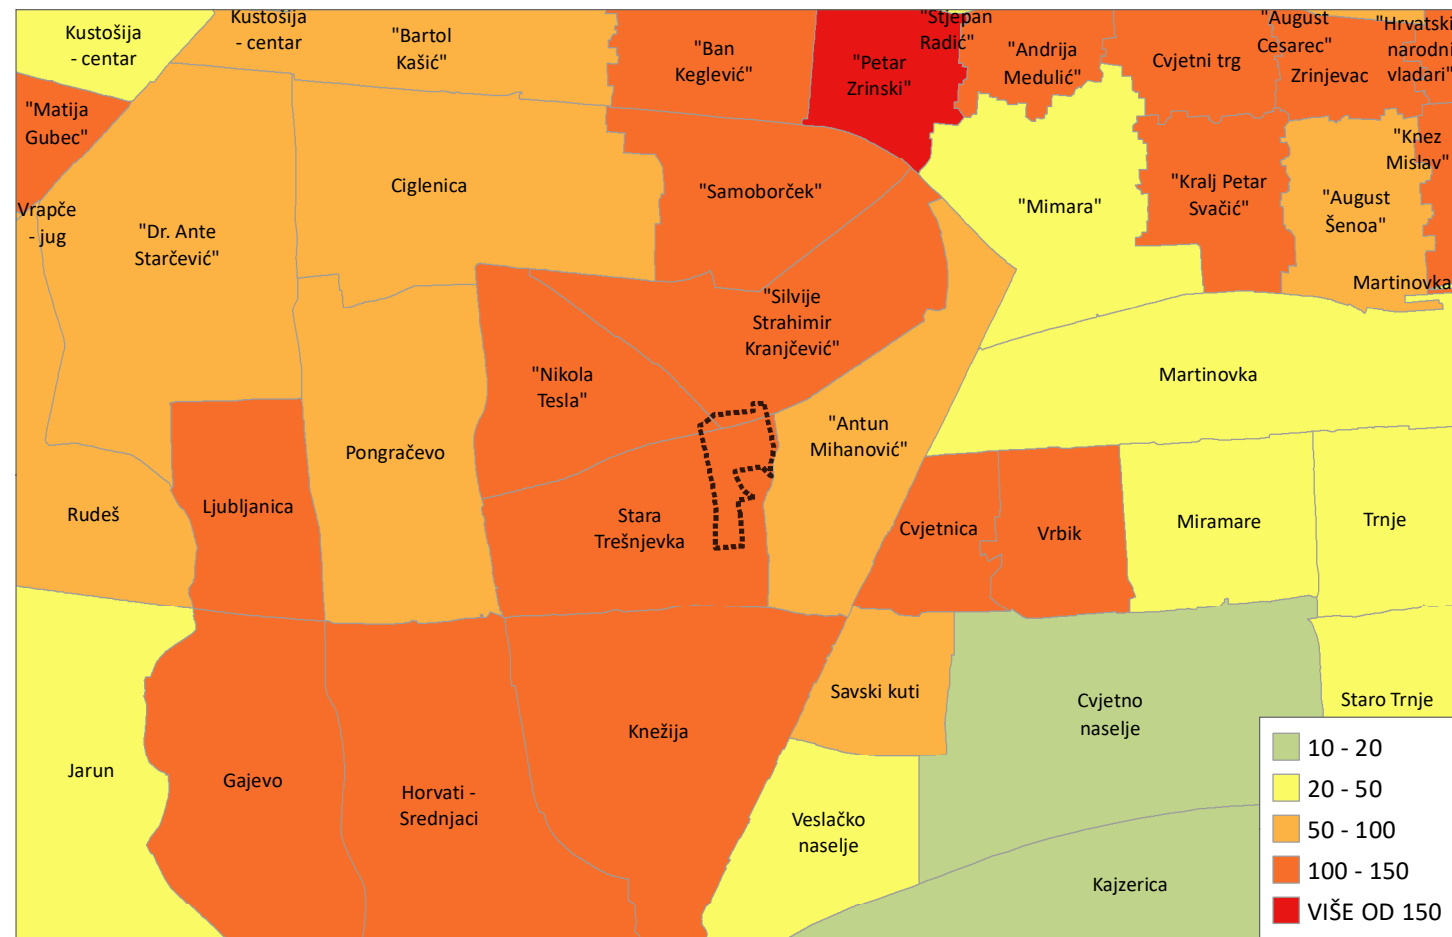 Kustošija
- centar
Kustošija
- centar
"Bartol
Kašić"
"Ban
Keglević"
"Petar
Zrinski"
"Stjepan
Radić"
"Andrija
Medulić"
Cvjetni trg
"August
Cesarec"
Zrinjevac
"Hrvatski
narodni
vladari"
"Matija
Gubec"
Vrapče
- jug
"Dr. Ante
Starčević"
Ciglenica
"Samoborček"
"Mimara"
"Kralj Petar
Svačić"
"August
Šenoa"
"Knez
Mislav"
Martinovka
"Silvije
Strahimir
Kranjčević"
"Nikola
Tesla"
"Antun
Mihanović"
Martinovka
Rudeš
Ljubljanica
Pongračevo
Stara
Trešnjevka
Cvjetnica
Vrbik
Miramare
Trnje
Jarun
Gajevo
Horvati -
Srednjaci
Knežija
Savski kuti
Veslačko
naselje
Cvjetno
naselje
Staro Trnje
Kajzerica
10 - 20
20 - 50
50 - 100
100 - 150
VIŠE OD 150